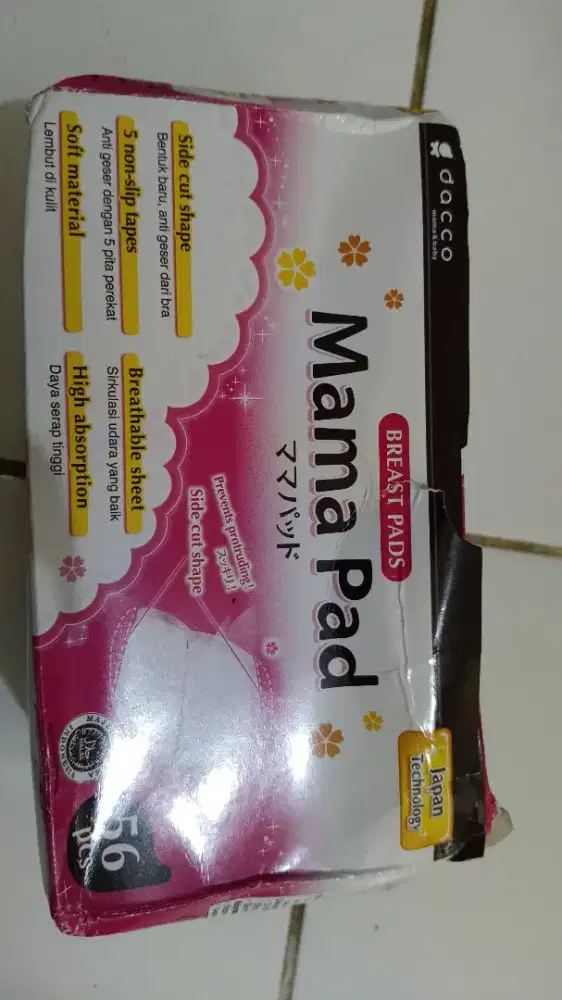 dacco
mama & baby
BREAST PADS
Japan
Technology
Mama Pad
ママパッド
Prevents protruding!
スッキリ!
Side cut shape
Side cut shape
Bentuk baru, anti geser dari bra
5 non-slip tapes
Anti geser dengan 5 pita perekat
Soft material
Lembut di kulit
Breathable sheet
Sirkulasi udara yang baik
High absorption
Daya serap tinggi
56
pcs